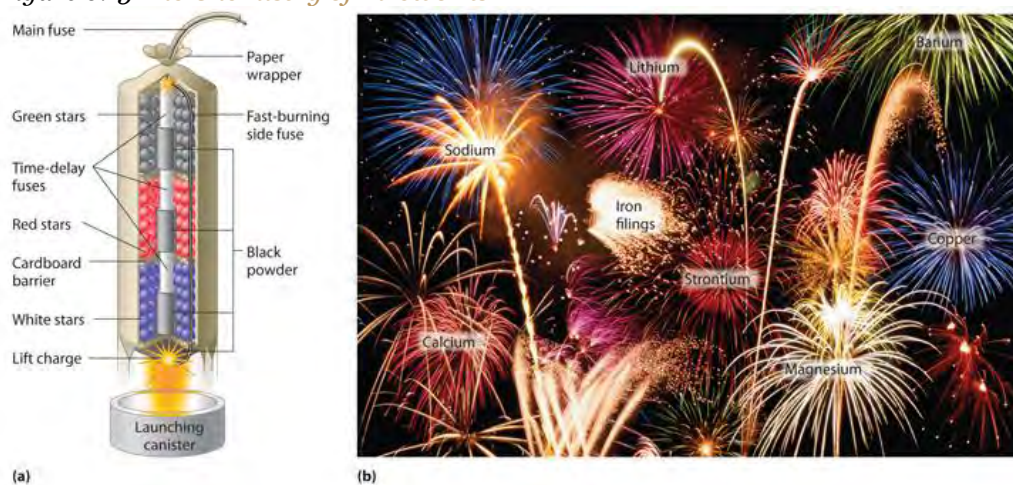 Main fuse
Paper
wrapper
Green stars
Fast-burning
side fuse
Time-delay
fuses
Red stars
Cardboard
barrier
Black
powder
White stars
Lift charge
Launching
canister
(a)
Lithium
Barium
Sodium
Iron
filings
Copper
Strontium
Calcium
Magnesium
(b)